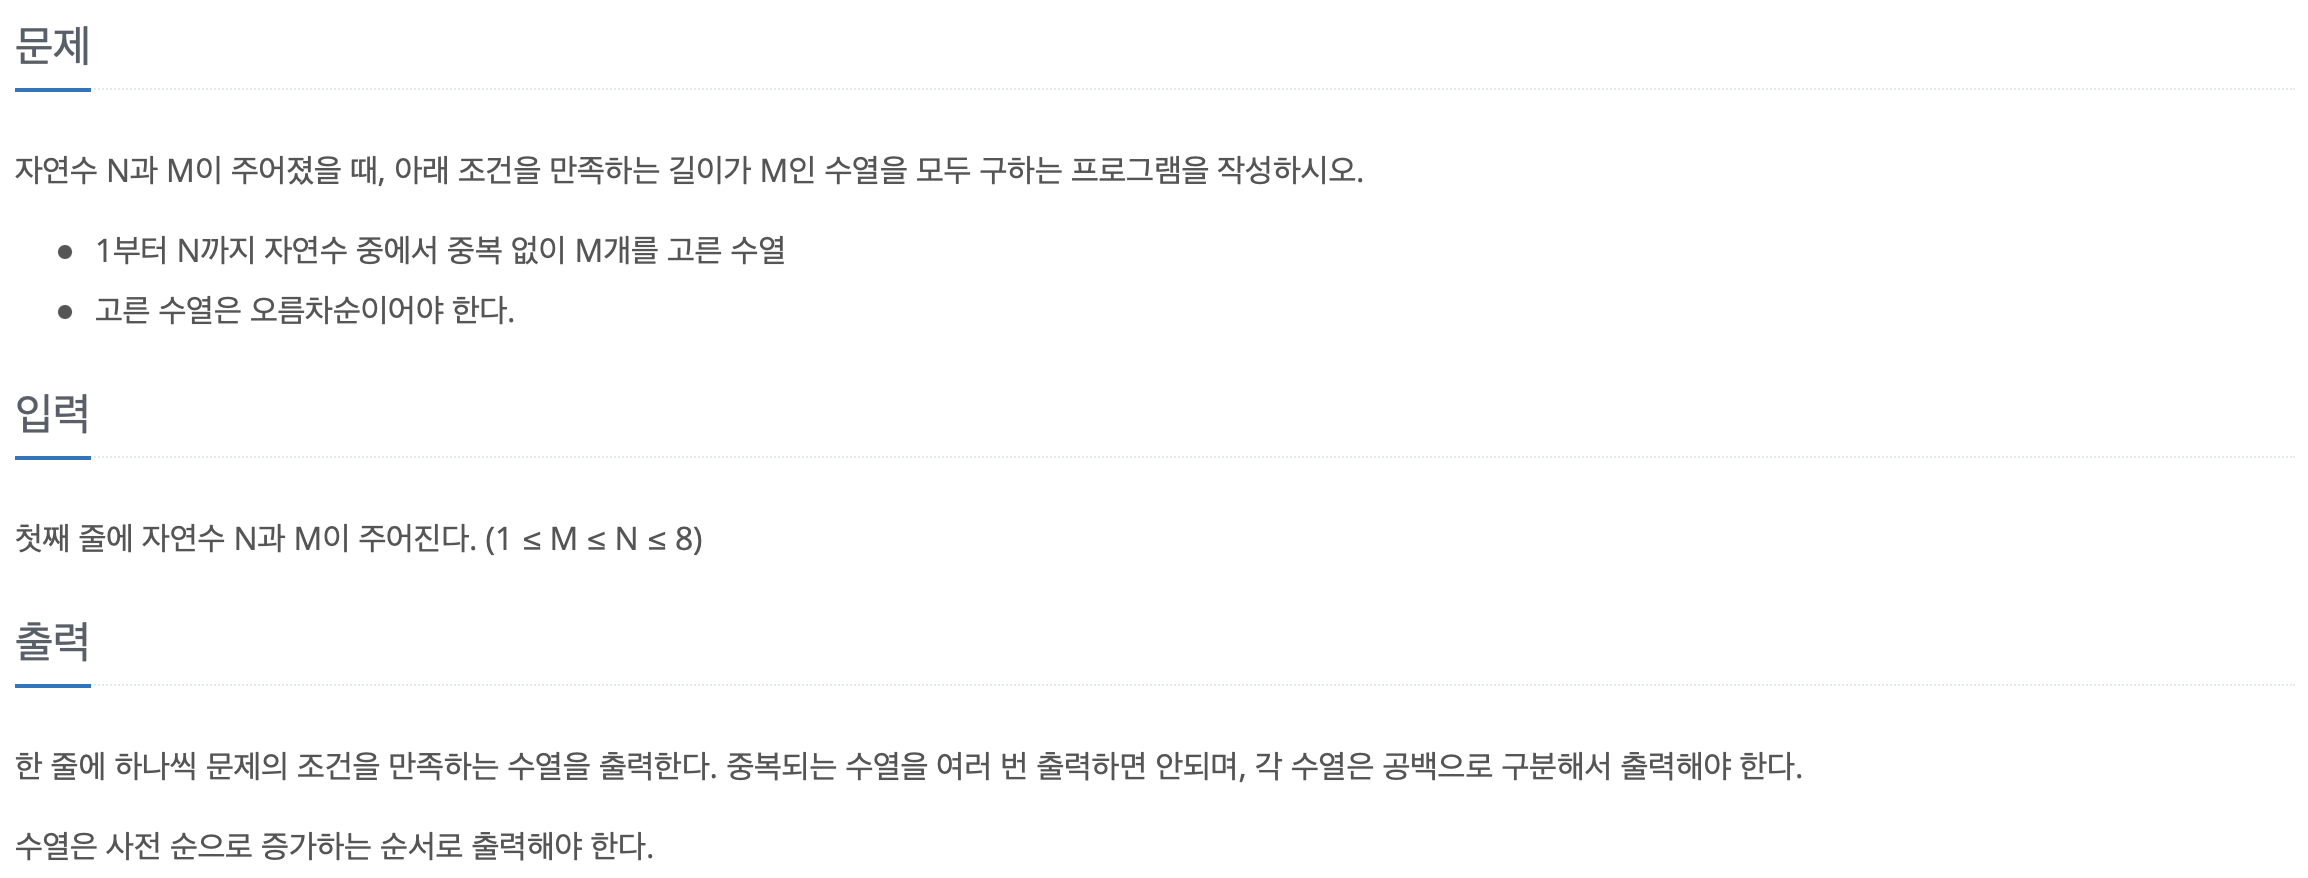 문제
자연수 N과 M이 주어졌을 때, 아래 조건을 만족하는 길이가 M인 수열을 모두 구하는 프로그램을 작성하시오.
● 1부터 N까지 자연수 중에서 중복 없이 M개를 고른 수열
● 고른 수열은 오름차순이어야 한다.
입력
첫째 줄에 자연수 N과 M이 주어진다. (1 ≤ M ≤ N ≤ 8)
출력
한 줄에 하나씩 문제의 조건을 만족하는 수열을 출력한다. 중복되는 수열을 여러 번 출력하면 안되며, 각 수열은 공백으로 구분해서 출력해야 한다.
수열은 사전 순으로 증가하는 순서로 출력해야 한다.